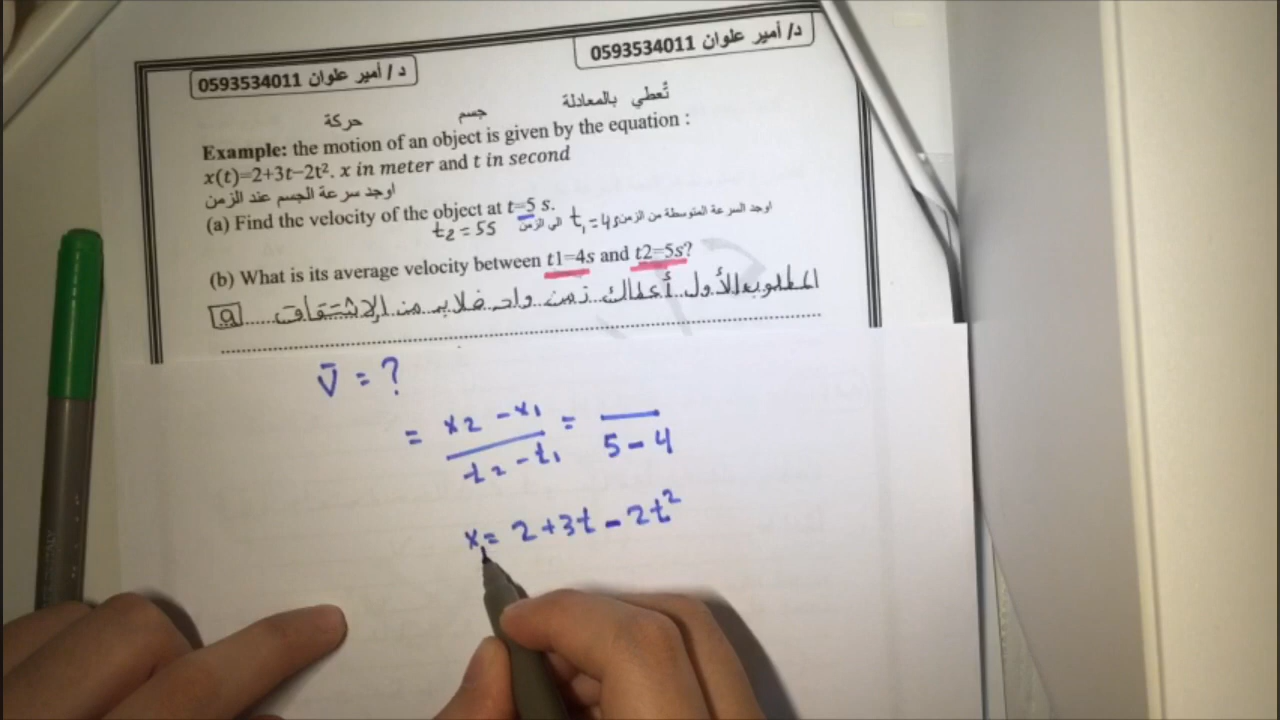 د / أمير علوان 0593534011
د/ أمير علوان 0593534011
تُعطي بالمعادلة جسم حركة
Example: the motion of an object is given by the equation :
x(t)=2+3t−2t². x in meter and t in second
اوجد سرعة الجسم عند الزمن
(a) Find the velocity of the object at t=5 s.
اوجد السرعة المتوسطة من الزمن t₁=4s الى الزمن t₂=5s
(b) What is its average velocity between t1=4s and t2=5s?
المطلوب الأول أعطاك زمن واحد فلابد من الإشتقاق a
V̄ = ?
= x2 − x1 / t2 − t1 = / 5 − 4
x = 2+3t − 2t²